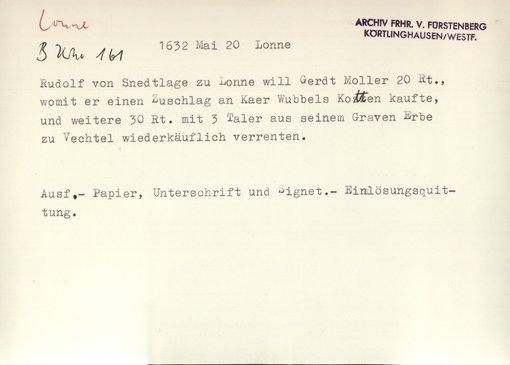 Lonne
ARCHIV FRHR. V. FÜRSTENBERG
KÖRTLINGHAUSEN/WESTF.
B Uko 161
1632 Mai 20 Lonne
Rudolf von Snedtlage zu Lonne will Gerdt Moller 20 Rt.,
womit er einen Zuschlag an Kaer Wubbels Kotten kaufte,
und weitere 30 Rt. mit 3 Taler aus seinem Graven Erbe
zu Vechtel wiederkäuflich verrenten.
Ausf,- Papier, Unterschrift und Signet.- Einlösungsquit-
tung.